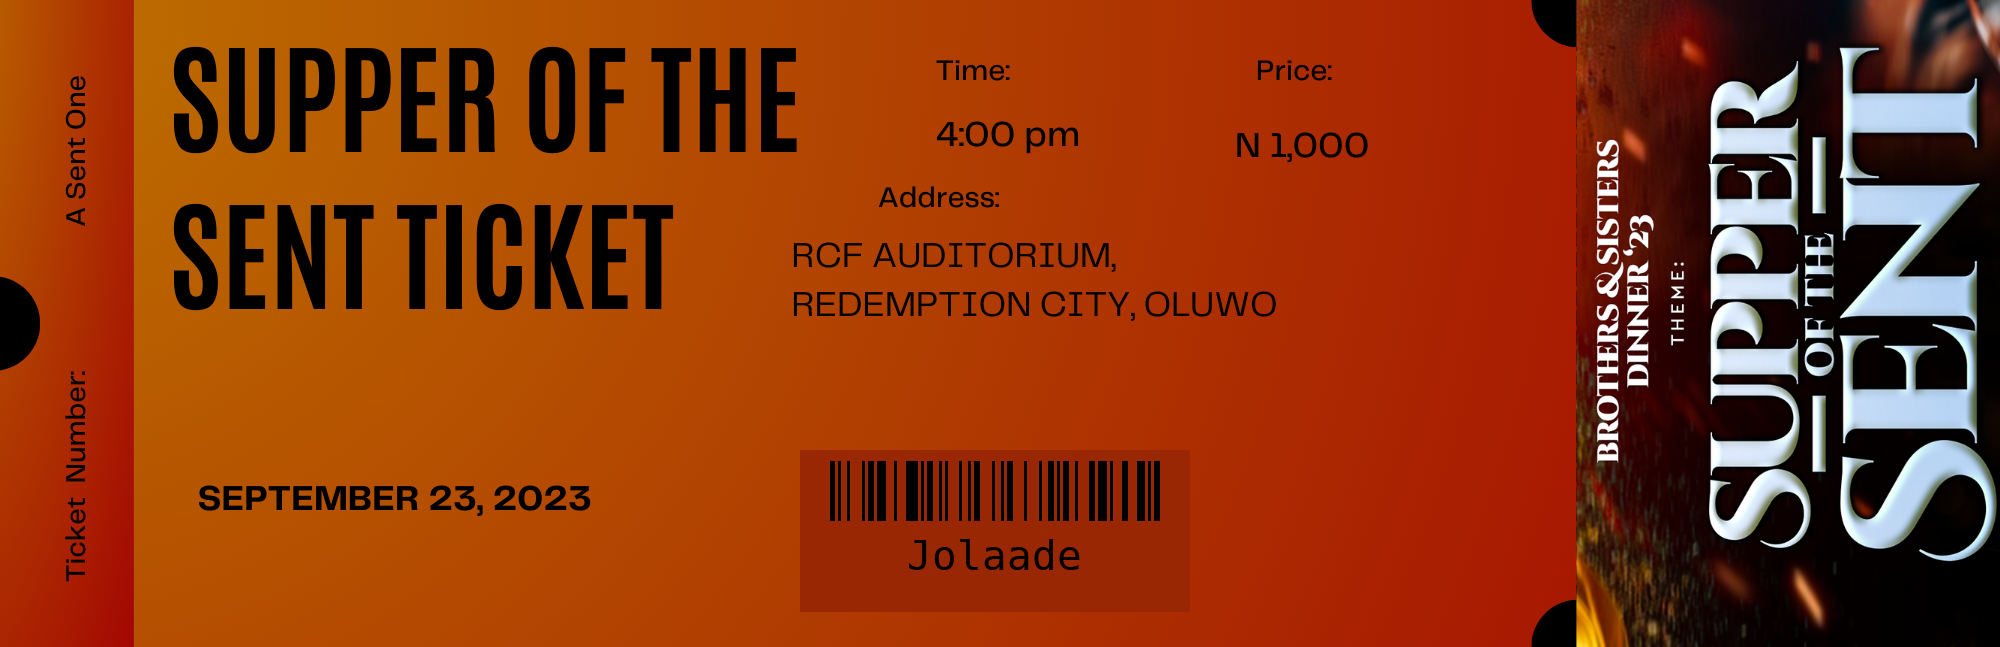 A Sent One
Ticket Number:
SUPPER OF THE
SENT TICKET
Time:
4:00 pm
Price:
N 1,000
Address:
RCF AUDITORIUM,
REDEMPTION CITY, OLUWO
SEPTEMBER 23, 2023
Jolaade
BROTHERS & SISTERS
DINNER '23
THEME:
SUPPER
OF THE
SENT